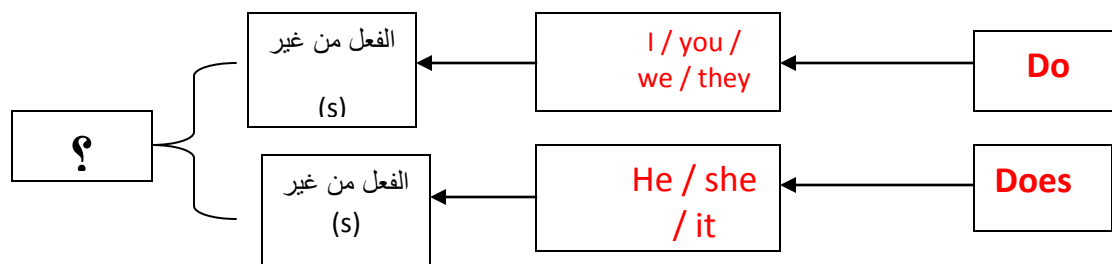 Do
I / you /
we / they
الفعل من غير
(s)
Does
He / she
/ it
الفعل من غير
(s)
؟